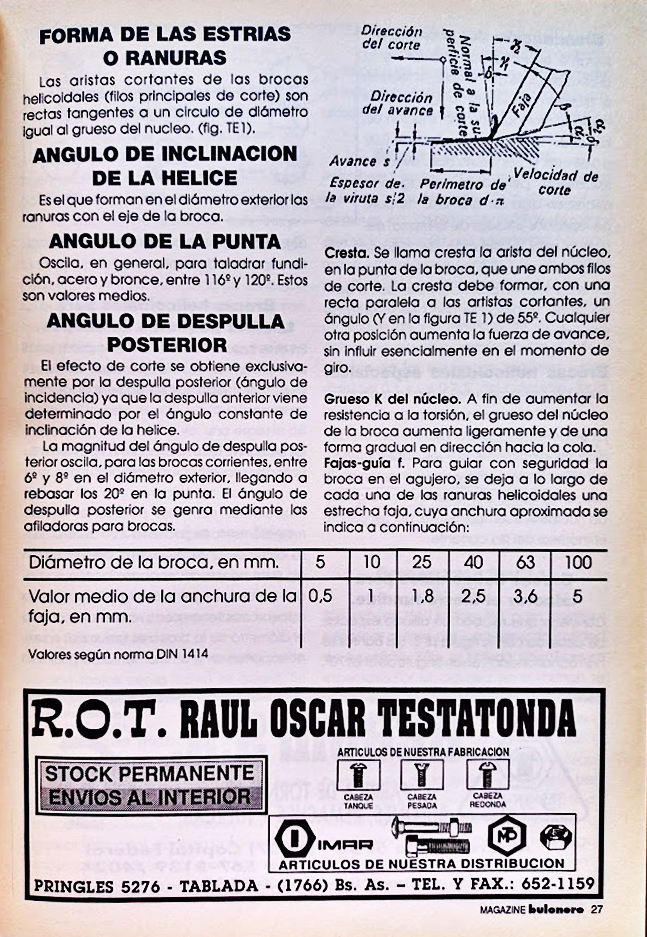 FORMA DE LAS ESTRIAS
O RANURAS
Las aristas cortantes de las brocas
helicoidales (filos principales de corte) son
rectas tangentes a un circulo de diámetro
igual al grueso del nucleo. (fig. TE1).
ANGULO DE INCLINACION
DE LA HELICE
Es el que forman en el diámetro exterior las
ranuras con el eje de la broca.
ANGULO DE LA PUNTA
Oscila, en general, para taladrar fundi-
ción, acero y bronce, entre 116º y 120º. Estos
son valores medios.
ANGULO DE DESPULLA
POSTERIOR
El efecto de corte se obtiene exclusiva-
mente por la despulla posterior (ángulo de
incidencia) ya que la despulla anterior viene
determinado por el ángulo constante de
inclinación de la helice.
La magnitud del ángulo de despulla pos-
terior oscila, para las brocas corrientes, entre
6º y 8º en el diámetro exterior, llegando a
rebasar los 20º en la punta. El ángulo de
despulla posterior se genra mediante las
afiladoras para brocas.
Dirección
del corte
Normal a la su
perficie de corte
Faja
Dirección
del avance
Avance s
Espesor de
la viruta s/2
Perímetro de
la broca d·π
Velocidad de
corte
Cresta. Se llama cresta la arista del núcleo,
en la punta de la broca, que une ambos filos
de corte. La cresta debe formar, con una
recta paralela a las artistas cortantes, un
ángulo (Y en la figura TE 1) de 55º. Cualquier
otra posición aumenta la fuerza de avance,
sin influir esencialmente en el momento de
giro.
Grueso K del núcleo. A fin de aumentar la
resistencia a la torsión, el grueso del núcleo
de la broca aumenta ligeramente y de una
forma gradual en dirección hacia la cola.
Fajas-guía f. Para guiar con seguridad la
broca en el agujero, se deja a lo largo de
cada una de las ranuras helicoidales una
estrecha faja, cuya anchura aproximada se
indica a continuación:
Diámetro de la broca, en mm. 5 10 25 40 63 100
Valor medio de la anchura de la 0,5 1 1,8 2,5 3,6 5
faja, en mm.
Valores según norma DIN 1414
R.O.T. RAUL OSCAR TESTATONDA
STOCK PERMANENTE
ENVIOS AL INTERIOR
ARTICULOS DE NUESTRA FABRICACION
CABEZA
TANQUE
CABEZA
PESADA
CABEZA
REDONDA
IMAR
MP
ARTICULOS DE NUESTRA DISTRIBUCION
PRINGLES 5276 - TABLADA - (1766) Bs. As. - TEL. Y FAX.: 652-1159
MAGAZINE bulonero 27